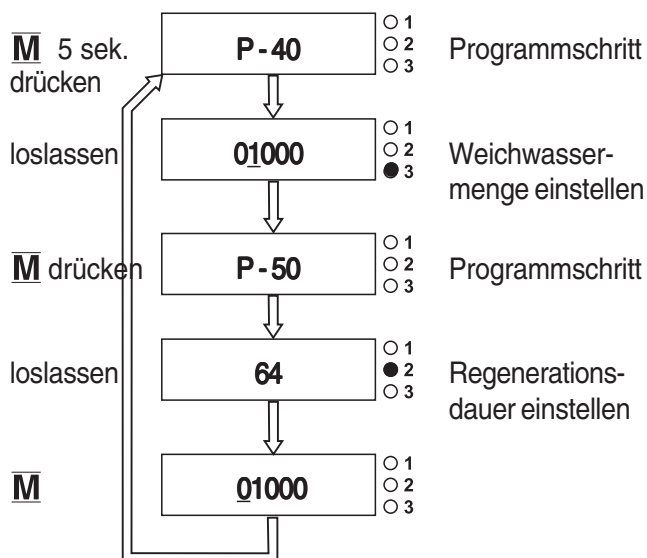 M 5 sek.
drücken
P-40
1
2
3
Programmschritt
loslassen
01000
1
2
3
Weichwasser-
menge einstellen
M drücken
P-50
1
2
3
Programmschritt
loslassen
64
1
2
3
Regenerations-
dauer einstellen
M
01000
1
2
3